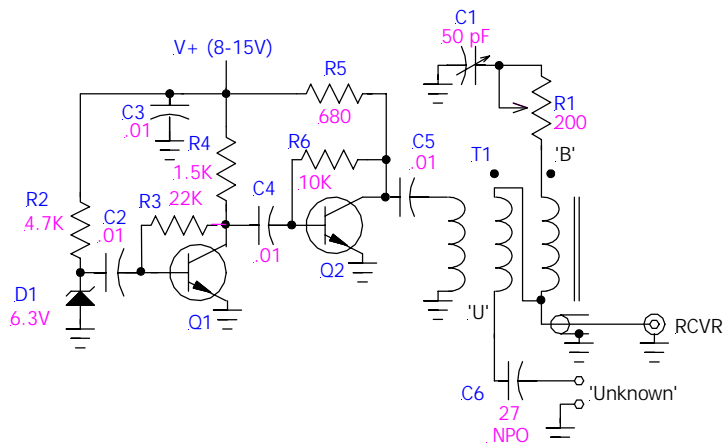 C1
50 pF
V+ (8-15V)
R5
680
R1
200
C3
.01
R4
1.5K
R6
10K
C5
.01
T1
'B'
R2
4.7K
C2
.01
R3
22K
C4
.01
Q2
D1
6.3V
Q1
'U'
RCVR
C6
27
NPO
'Unknown'